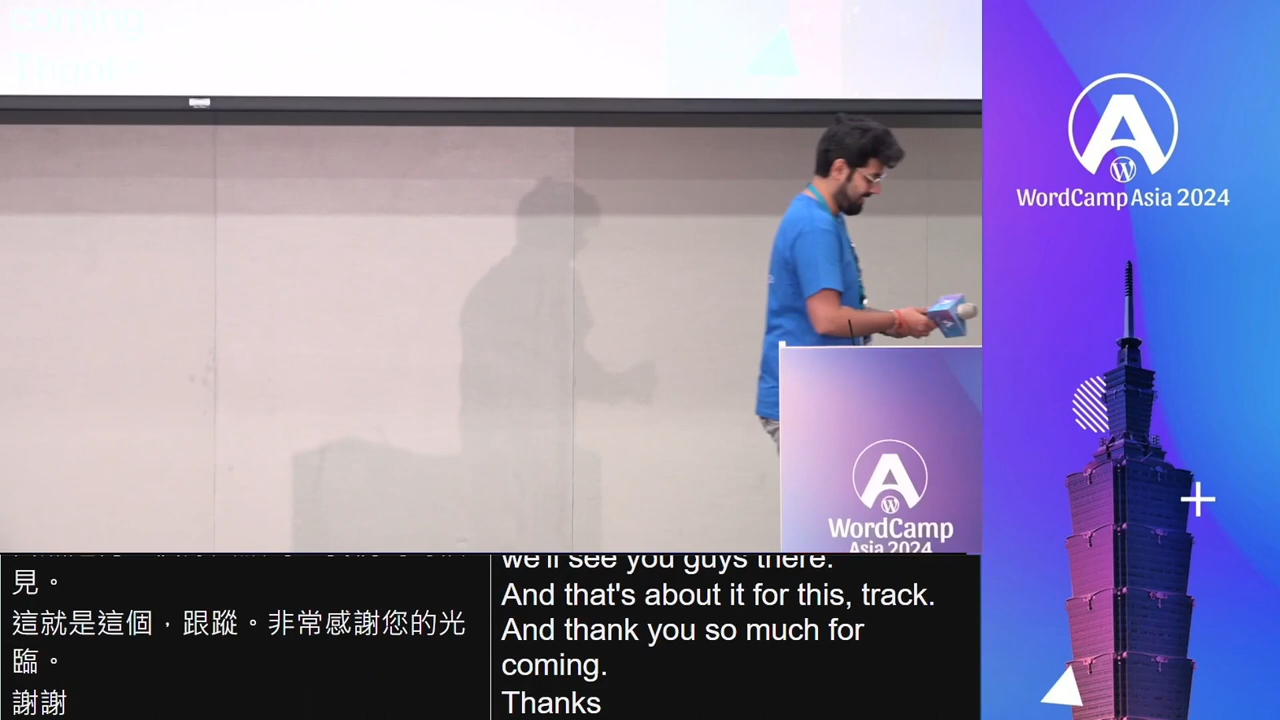 coming
Thanks
WordCamp Asia 2024
WordCamp
Asia 2024
見。
這就是這個，跟蹤。非常感謝您的光
臨。
謝謝
we'll see you guys there.
And that's about it for this, track.
And thank you so much for
coming.
Thanks